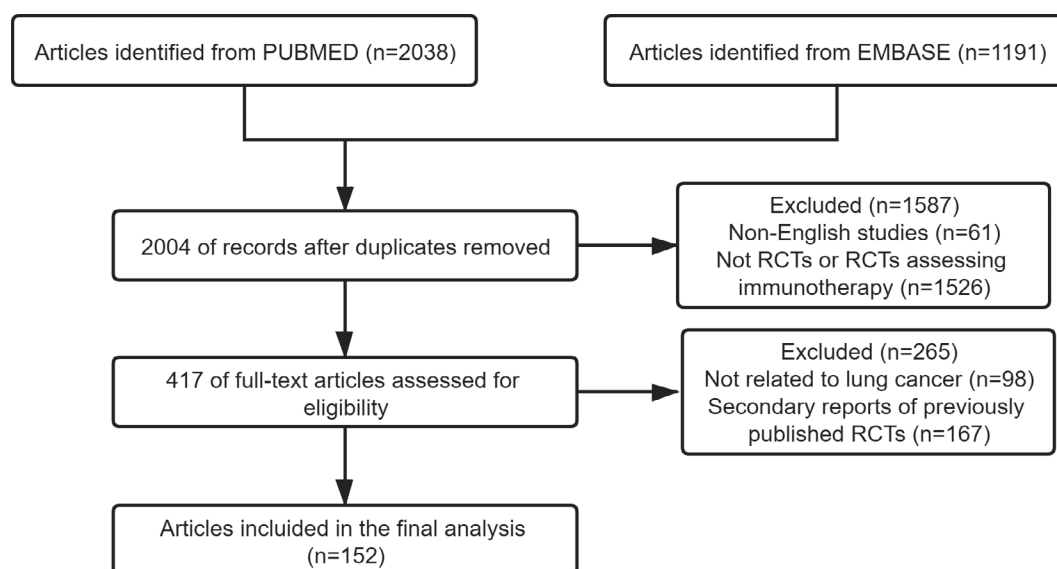 Articles identified from PUBMED (n=2038)
Articles identified from EMBASE (n=1191)
2004 of records after duplicates removed
Excluded (n=1587)
Non-English studies (n=61)
Not RCTs or RCTs assessing
immunotherapy (n=1526)
417 of full-text articles assessed for
eligibility
Excluded (n=265)
Not related to lung cancer (n=98)
Secondary reports of previously
published RCTs (n=167)
Articles incluided in the final analysis
(n=152)